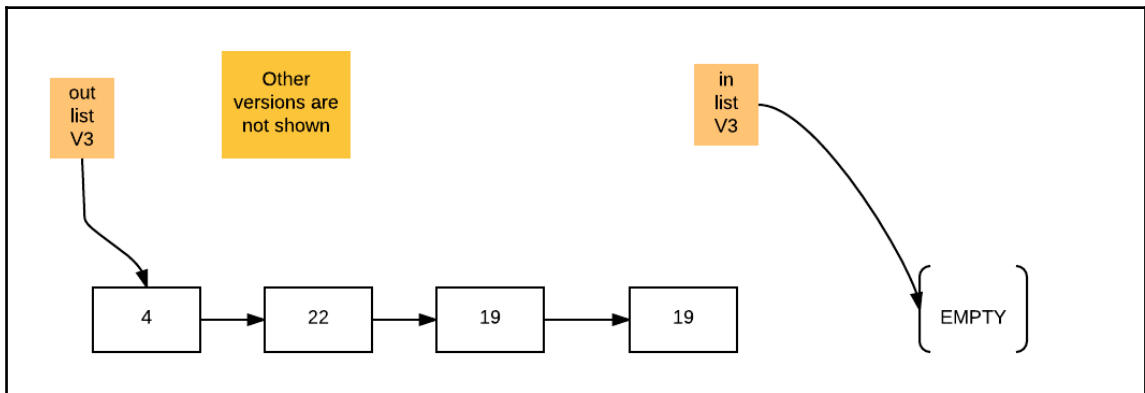 out
list
V3
Other
versions are
not shown
in
list
V3
4
22
19
19
EMPTY